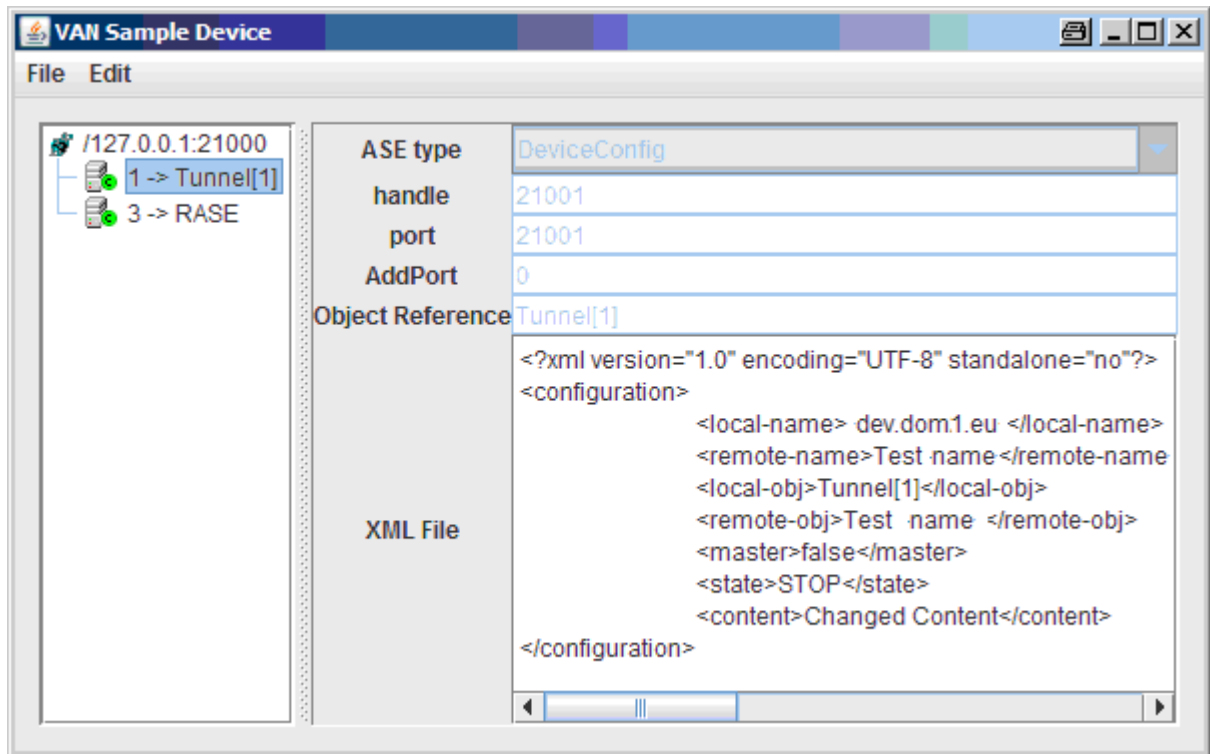 VAN Sample Device
File Edit
/127.0.0.1:21000
1 -> Tunnel[1]
3 -> RASE
ASE type DeviceConfig
handle 21001
port 21001
AddPort 0
Object Reference Tunnel[1]
XML File
<?xml version="1.0" encoding="UTF-8" standalone="no"?>
<configuration>
<local-name> dev.dom1.eu </local-name>
<remote-name>Test name</remote-name
<local-obj>Tunnel[1]</local-obj>
<remote-obj>Test name </remote-obj>
<master>false</master>
<state>STOP</state>
<content>Changed Content</content>
</configuration>